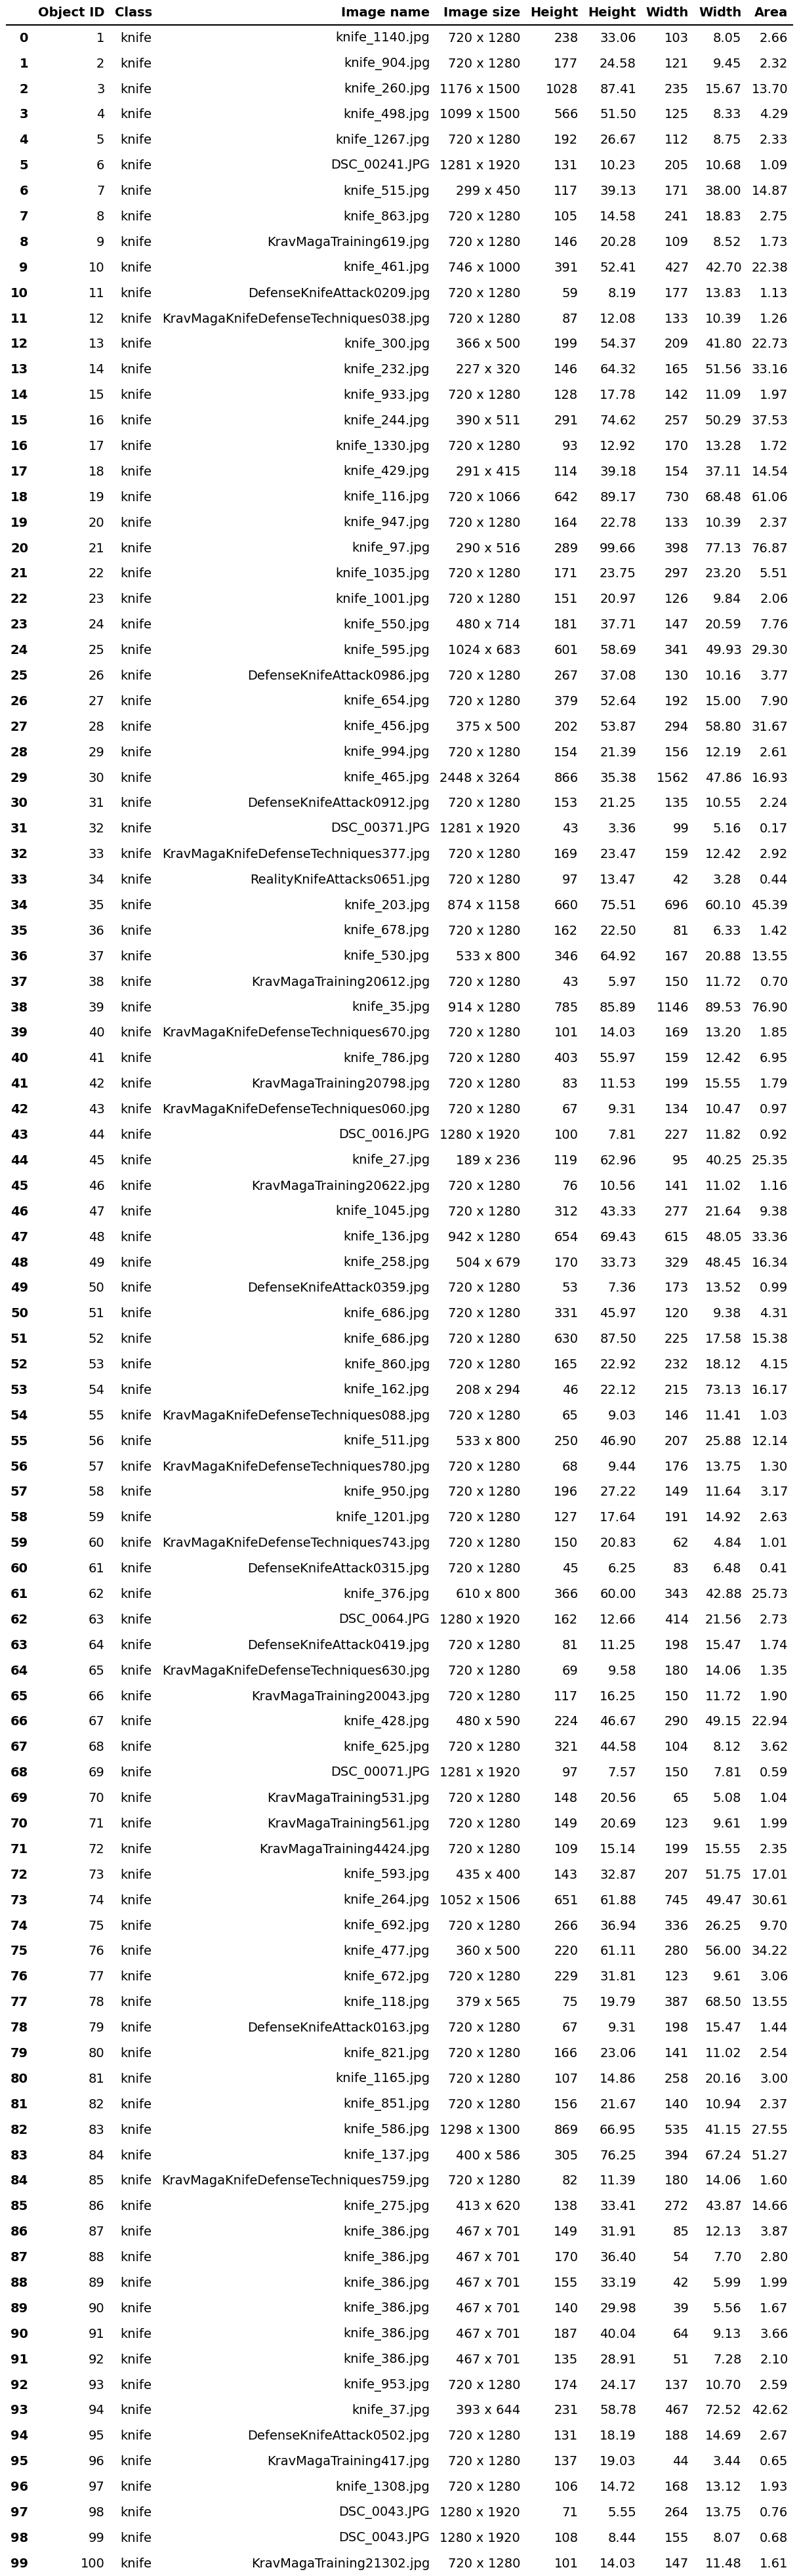 Object ID Class Image name Image size Height Height Width Width Area
0 1 knife knife_1140.jpg 720 x 1280 238 33.06 103 8.05 2.66
1 2 knife knife_904.jpg 720 x 1280 177 24.58 121 9.45 2.32
2 3 knife knife_260.jpg 1176 x 1500 1028 87.41 235 15.67 13.70
3 4 knife knife_498.jpg 1099 x 1500 566 51.50 125 8.33 4.29
4 5 knife knife_1267.jpg 720 x 1280 192 26.67 112 8.75 2.33
5 6 knife DSC_00241.JPG 1281 x 1920 131 10.23 205 10.68 1.09
6 7 knife knife_515.jpg 299 x 450 117 39.13 171 38.00 14.87
7 8 knife knife_863.jpg 720 x 1280 105 14.58 241 18.83 2.75
8 9 knife KravMagaTraining619.jpg 720 x 1280 146 20.28 109 8.52 1.73
9 10 knife knife_461.jpg 746 x 1000 391 52.41 427 42.70 22.38
10 11 knife DefenseKnifeAttack0209.jpg 720 x 1280 59 8.19 177 13.83 1.13
11 12 knife KravMagaKnifeDefenseTechniques038.jpg 720 x 1280 87 12.08 133 10.39 1.26
12 13 knife knife_300.jpg 366 x 500 199 54.37 209 41.80 22.73
13 14 knife knife_232.jpg 227 x 320 146 64.32 165 51.56 33.16
14 15 knife knife_933.jpg 720 x 1280 128 17.78 142 11.09 1.97
15 16 knife knife_244.jpg 390 x 511 291 74.62 257 50.29 37.53
16 17 knife knife_1330.jpg 720 x 1280 93 12.92 170 13.28 1.72
17 18 knife knife_429.jpg 291 x 415 114 39.18 154 37.11 14.54
18 19 knife knife_116.jpg 720 x 1066 642 89.17 730 68.48 61.06
19 20 knife knife_947.jpg 720 x 1280 164 22.78 133 10.39 2.37
20 21 knife knife_97.jpg 290 x 516 289 99.66 398 77.13 76.87
21 22 knife knife_1035.jpg 720 x 1280 171 23.75 297 23.20 5.51
22 23 knife knife_1001.jpg 720 x 1280 151 20.97 126 9.84 2.06
23 24 knife knife_550.jpg 480 x 714 181 37.71 147 20.59 7.76
24 25 knife knife_595.jpg 1024 x 683 601 58.69 341 49.93 29.30
25 26 knife DefenseKnifeAttack0986.jpg 720 x 1280 267 37.08 130 10.16 3.77
26 27 knife knife_654.jpg 720 x 1280 379 52.64 192 15.00 7.90
27 28 knife knife_456.jpg 375 x 500 202 53.87 294 58.80 31.67
28 29 knife knife_994.jpg 720 x 1280 154 21.39 156 12.19 2.61
29 30 knife knife_465.jpg 2448 x 3264 866 35.38 1562 47.86 16.93
30 31 knife DefenseKnifeAttack0912.jpg 720 x 1280 153 21.25 135 10.55 2.24
31 32 knife DSC_00371.JPG 1281 x 1920 43 3.36 99 5.16 0.17
32 33 knife KravMagaKnifeDefenseTechniques377.jpg 720 x 1280 169 23.47 159 12.42 2.92
33 34 knife RealityKnifeAttacks0651.jpg 720 x 1280 97 13.47 42 3.28 0.44
34 35 knife knife_203.jpg 874 x 1158 660 75.51 696 60.10 45.39
35 36 knife knife_678.jpg 720 x 1280 162 22.50 81 6.33 1.42
36 37 knife knife_530.jpg 533 x 800 346 64.92 167 20.88 13.55
37 38 knife KravMagaTraining20612.jpg 720 x 1280 43 5.97 150 11.72 0.70
38 39 knife knife_35.jpg 914 x 1280 785 85.89 1146 89.53 76.90
39 40 knife KravMagaKnifeDefenseTechniques670.jpg 720 x 1280 101 14.03 169 13.20 1.85
40 41 knife knife_786.jpg 720 x 1280 403 55.97 159 12.42 6.95
41 42 knife KravMagaTraining20798.jpg 720 x 1280 83 11.53 199 15.55 1.79
42 43 knife KravMagaKnifeDefenseTechniques060.jpg 720 x 1280 67 9.31 134 10.47 0.97
43 44 knife DSC_0016.JPG 1280 x 1920 100 7.81 227 11.82 0.92
44 45 knife knife_27.jpg 189 x 236 119 62.96 95 40.25 25.35
45 46 knife KravMagaTraining20622.jpg 720 x 1280 76 10.56 141 11.02 1.16
46 47 knife knife_1045.jpg 720 x 1280 312 43.33 277 21.64 9.38
47 48 knife knife_136.jpg 942 x 1280 654 69.43 615 48.05 33.36
48 49 knife knife_258.jpg 504 x 679 170 33.73 329 48.45 16.34
49 50 knife DefenseKnifeAttack0359.jpg 720 x 1280 53 7.36 173 13.52 0.99
50 51 knife knife_686.jpg 720 x 1280 331 45.97 120 9.38 4.31
51 52 knife knife_686.jpg 720 x 1280 630 87.50 225 17.58 15.38
52 53 knife knife_860.jpg 720 x 1280 165 22.92 232 18.12 4.15
53 54 knife knife_162.jpg 208 x 294 46 22.12 215 73.13 16.17
54 55 knife KravMagaKnifeDefenseTechniques088.jpg 720 x 1280 65 9.03 146 11.41 1.03
55 56 knife knife_511.jpg 533 x 800 250 46.90 207 25.88 12.14
56 57 knife KravMagaKnifeDefenseTechniques780.jpg 720 x 1280 68 9.44 176 13.75 1.30
57 58 knife knife_950.jpg 720 x 1280 196 27.22 149 11.64 3.17
58 59 knife knife_1201.jpg 720 x 1280 127 17.64 191 14.92 2.63
59 60 knife KravMagaKnifeDefenseTechniques743.jpg 720 x 1280 150 20.83 62 4.84 1.01
60 61 knife DefenseKnifeAttack0315.jpg 720 x 1280 45 6.25 83 6.48 0.41
61 62 knife knife_376.jpg 610 x 800 366 60.00 343 42.88 25.73
62 63 knife DSC_0064.JPG 1280 x 1920 162 12.66 414 21.56 2.73
63 64 knife DefenseKnifeAttack0419.jpg 720 x 1280 81 11.25 198 15.47 1.74
64 65 knife KravMagaKnifeDefenseTechniques630.jpg 720 x 1280 69 9.58 180 14.06 1.35
65 66 knife KravMagaTraining20043.jpg 720 x 1280 117 16.25 150 11.72 1.90
66 67 knife knife_428.jpg 480 x 590 224 46.67 290 49.15 22.94
67 68 knife knife_625.jpg 720 x 1280 321 44.58 104 8.12 3.62
68 69 knife DSC_00071.JPG 1281 x 1920 97 7.57 150 7.81 0.59
69 70 knife KravMagaTraining531.jpg 720 x 1280 148 20.56 65 5.08 1.04
70 71 knife KravMagaTraining561.jpg 720 x 1280 149 20.69 123 9.61 1.99
71 72 knife KravMagaTraining4424.jpg 720 x 1280 109 15.14 199 15.55 2.35
72 73 knife knife_593.jpg 435 x 400 143 32.87 207 51.75 17.01
73 74 knife knife_264.jpg 1052 x 1506 651 61.88 745 49.47 30.61
74 75 knife knife_692.jpg 720 x 1280 266 36.94 336 26.25 9.70
75 76 knife knife_477.jpg 360 x 500 220 61.11 280 56.00 34.22
76 77 knife knife_672.jpg 720 x 1280 229 31.81 123 9.61 3.06
77 78 knife knife_118.jpg 379 x 565 75 19.79 387 68.50 13.55
78 79 knife DefenseKnifeAttack0163.jpg 720 x 1280 67 9.31 198 15.47 1.44
79 80 knife knife_821.jpg 720 x 1280 166 23.06 141 11.02 2.54
80 81 knife knife_1165.jpg 720 x 1280 107 14.86 258 20.16 3.00
81 82 knife knife_851.jpg 720 x 1280 156 21.67 140 10.94 2.37
82 83 knife knife_586.jpg 1298 x 1300 869 66.95 535 41.15 27.55
83 84 knife knife_137.jpg 400 x 586 305 76.25 394 67.24 51.27
84 85 knife KravMagaKnifeDefenseTechniques759.jpg 720 x 1280 82 11.39 180 14.06 1.60
85 86 knife knife_275.jpg 413 x 620 138 33.41 272 43.87 14.66
86 87 knife knife_386.jpg 467 x 701 149 31.91 85 12.13 3.87
87 88 knife knife_386.jpg 467 x 701 170 36.40 54 7.70 2.80
88 89 knife knife_386.jpg 467 x 701 155 33.19 42 5.99 1.99
89 90 knife knife_386.jpg 467 x 701 140 29.98 39 5.56 1.67
90 91 knife knife_386.jpg 467 x 701 187 40.04 64 9.13 3.66
91 92 knife knife_386.jpg 467 x 701 135 28.91 51 7.28 2.10
92 93 knife knife_953.jpg 720 x 1280 174 24.17 137 10.70 2.59
93 94 knife knife_37.jpg 393 x 644 231 58.78 467 72.52 42.62
94 95 knife DefenseKnifeAttack0502.jpg 720 x 1280 131 18.19 188 14.69 2.67
95 96 knife KravMagaTraining417.jpg 720 x 1280 137 19.03 44 3.44 0.65
96 97 knife knife_1308.jpg 720 x 1280 106 14.72 168 13.12 1.93
97 98 knife DSC_0043.JPG 1280 x 1920 71 5.55 264 13.75 0.76
98 99 knife DSC_0043.JPG 1280 x 1920 108 8.44 155 8.07 0.68
99 100 knife KravMagaTraining21302.jpg 720 x 1280 101 14.03 147 11.48 1.61